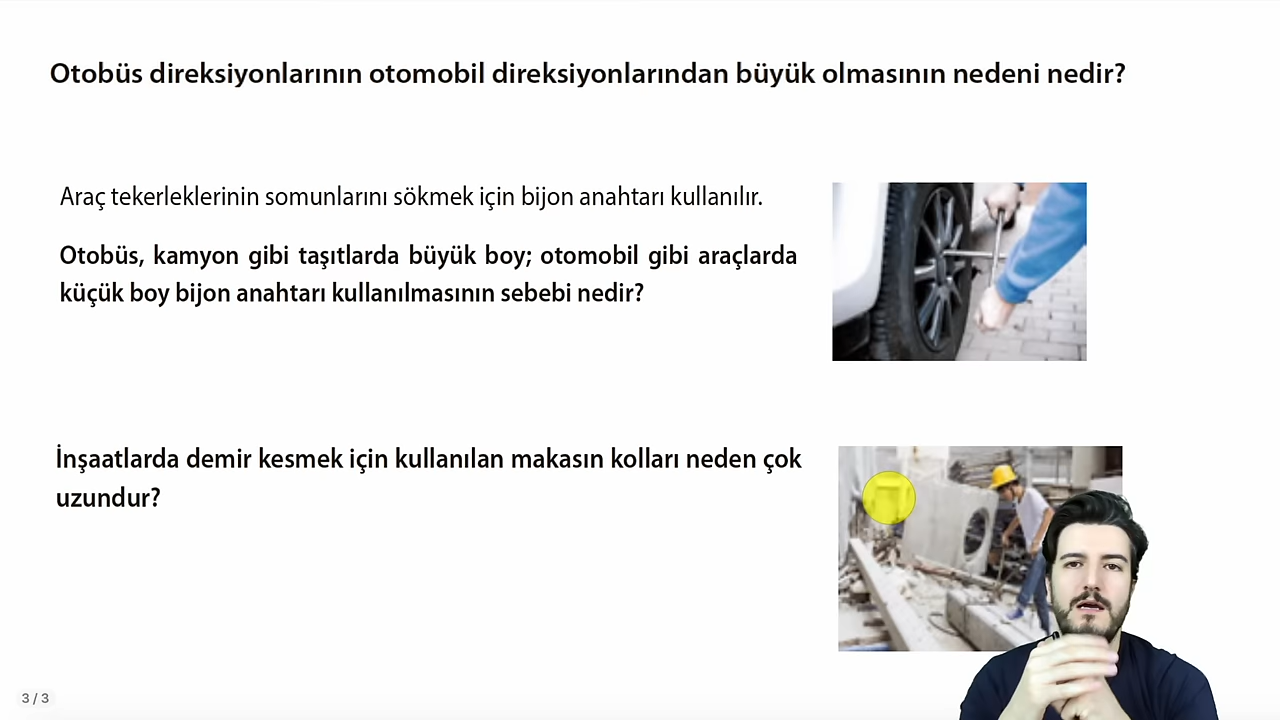 Otobüs direksiyonlarının otomobil direksiyonlarından büyük olmasının nedeni nedir?
Araç tekerleklerinin somunlarını sökmek için bijon anahtarı kullanılır.
Otobüs, kamyon gibi taşıtlarda büyük boy; otomobil gibi araçlarda
küçük boy bijon anahtarı kullanılmasının sebebi nedir?
İnşaatlarda demir kesmek için kullanılan makasın kolları neden çok
uzundur?
3 / 3